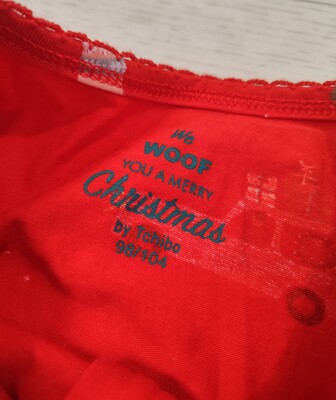 We
WOOF
YOU A MERRY
Christmas
by Tchibo
98/104